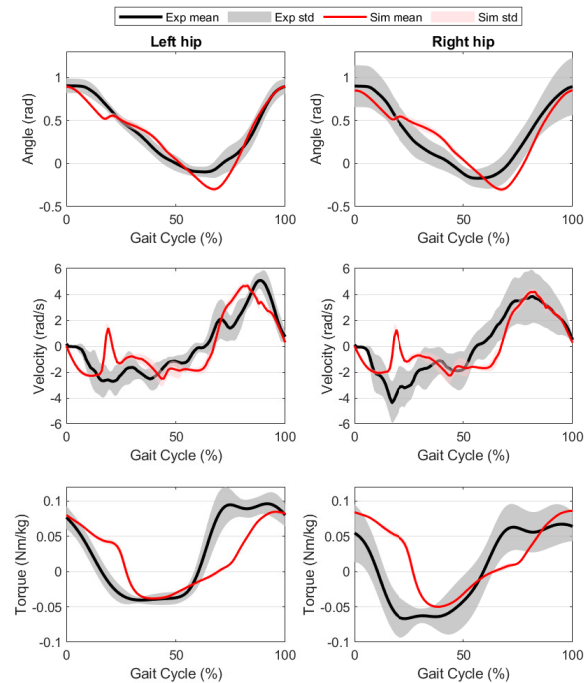 Exp mean Exp std Sim mean Sim std
Left hip Right hip
1
0.5
0
-0.5
Angle (rad)
0 50 100
Gait Cycle (%)
1
0.5
0
-0.5
Angle (rad)
0 50 100
Gait Cycle (%)
6
4
2
0
-2
-4
-6
Velocity (rad/s)
0 50 100
Gait Cycle (%)
6
4
2
0
-2
-4
-6
Velocity (rad/s)
0 50 100
Gait Cycle (%)
0.1
0.05
0
-0.05
-0.1
Torque (Nm/kg)
0 50 100
Gait Cycle (%)
0.1
0.05
0
-0.05
-0.1
Torque (Nm/kg)
0 50 100
Gait Cycle (%)